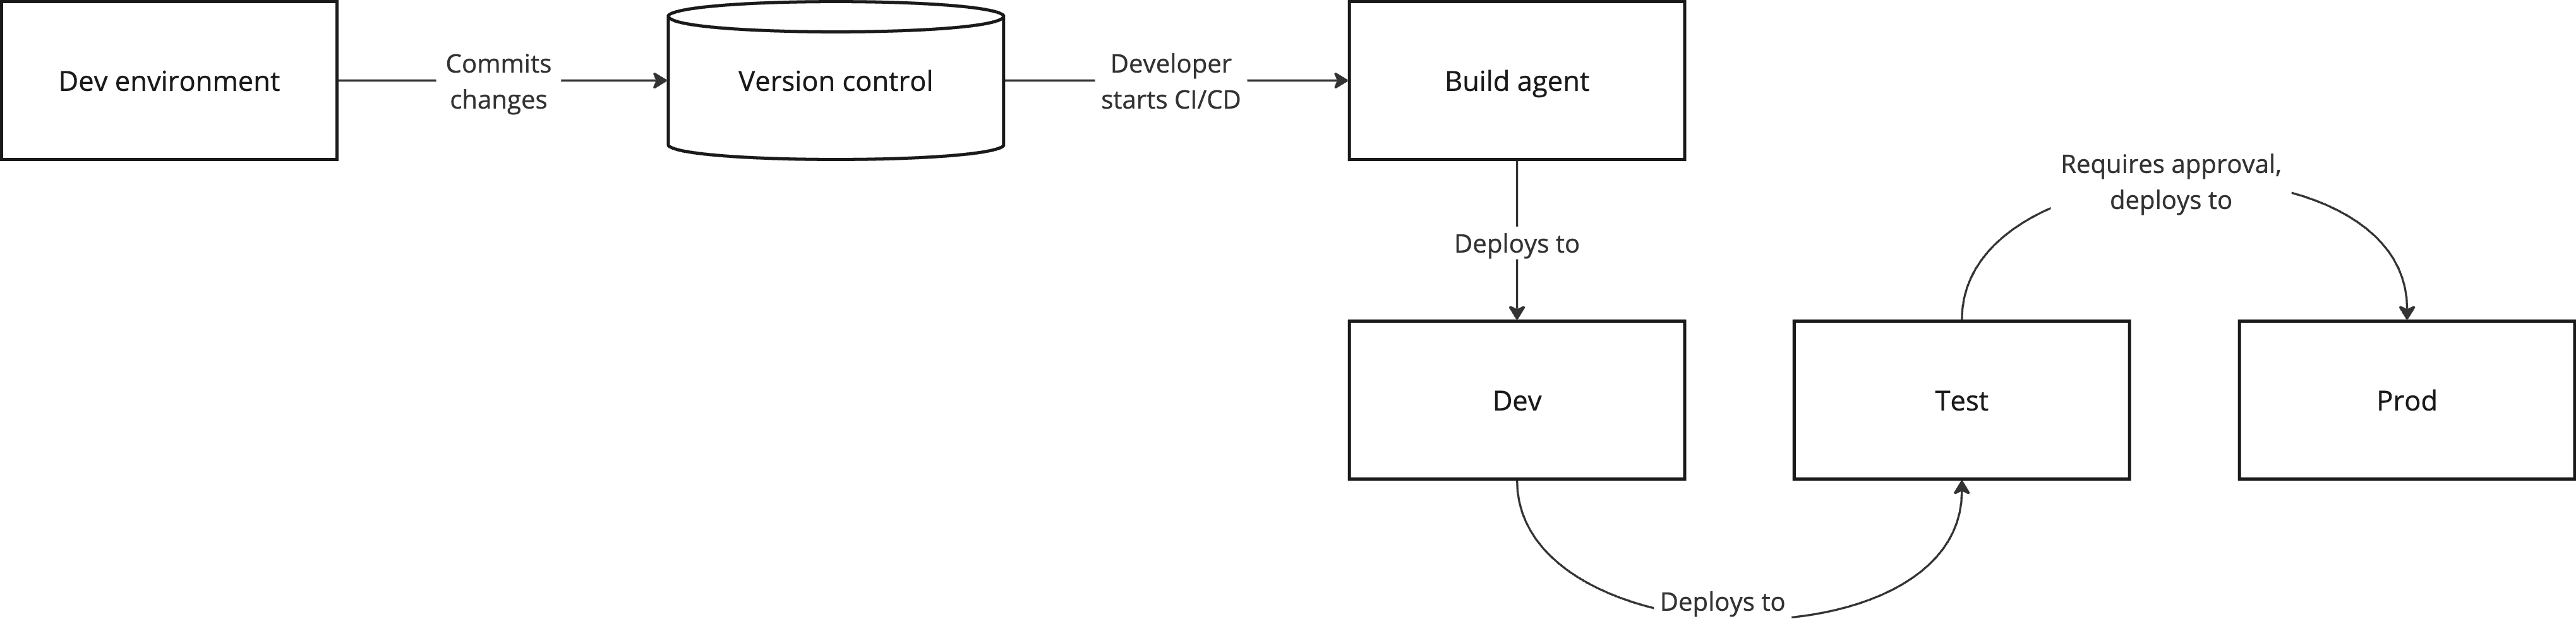 Dev environment
Commits
changes
Version control
Developer
starts CI/CD
Build agent
Requires approval,
deploys to
Deploys to
Dev
Test
Prod
Deploys to